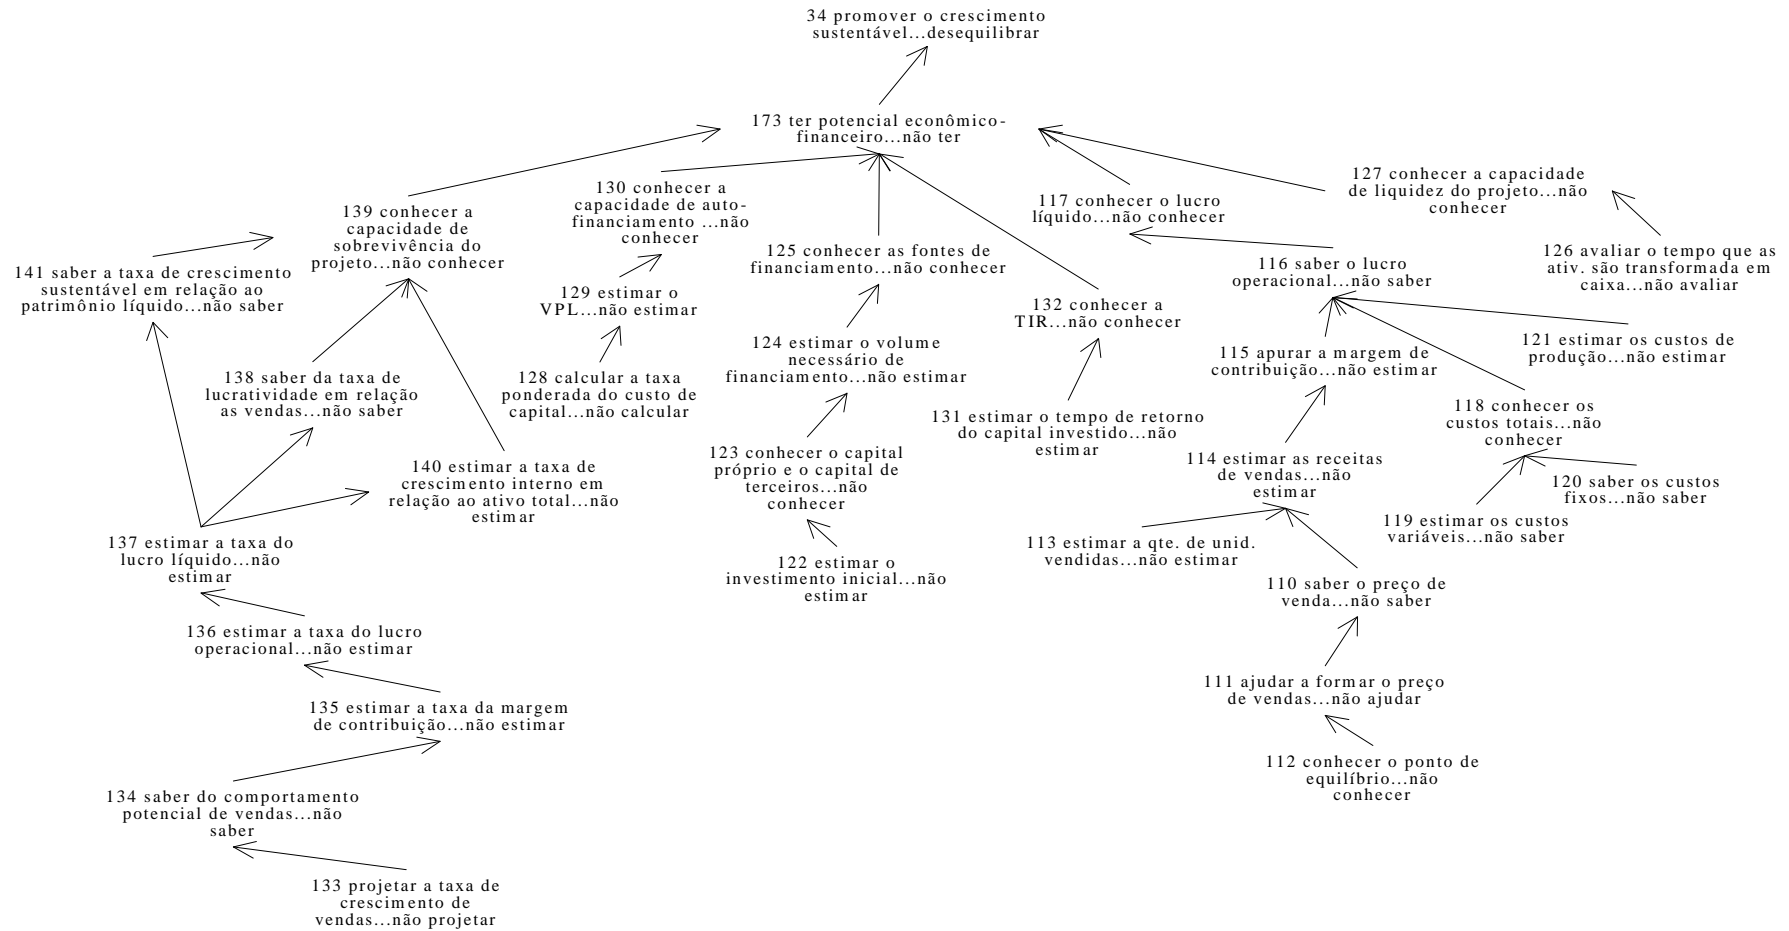 34 promover o crescimento
sustentável...desequilibrar
173 ter potencial econômico-
financeiro...não ter
139 conhecer a
capacidade de
sobrevivência do
projeto...não conhecer
130 conhecer a
capacidade de auto-
financiamento ...não
conhecer
117 conhecer o lucro
líquido...não conhecer
127 conhecer a capacidade
de liquidez do projeto...não
conhecer
141 saber a taxa de crescimento
sustentável em relação ao
patrimônio líquido...não saber
125 conhecer as fontes de
financiamento...não conhecer
116 saber o lucro
operacional...não saber
126 avaliar o tempo que as
ativ. são transformada em
caixa...não avaliar
129 estimar o
VPL...não estimar
132 conhecer a
TIR...não conhecer
124 estimar o volume
necessário de
financiamento...não estimar
115 apurar a margem de
contribuição...não estimar
121 estimar os custos de
produção...não estimar
138 saber da taxa de
lucratividade em relação
as vendas...não saber
128 calcular a taxa
ponderada do custo de
capital...não calcular
131 estimar o tempo de retorno
do capital investido...não
estimar
118 conhecer os
custos totais...não
conhecer
123 conhecer o capital
próprio e o capital de
terceiros...não
conhecer
140 estimar a taxa de
crescimento interno em
relação ao ativo total...não
estimar
114 estimar as receitas
de vendas...não
estimar
120 saber os custos
fixos...não saber
119 estimar os custos
variáveis...não saber
137 estimar a taxa do
lucro líquido...não
estimar
113 estimar a qte. de unid.
vendidas...não estimar
122 estimar o
investimento inicial...não
estimar
110 saber o preço de
venda...não saber
136 estimar a taxa do lucro
operacional...não estimar
111 ajudar a formar o preço
de vendas...não ajudar
135 estimar a taxa da margem
de contribuição...não estimar
112 conhecer o ponto de
equilíbrio...não
conhecer
134 saber do comportamento
potencial de vendas...não
saber
133 projetar a taxa de
crescimento de
vendas...não projetar